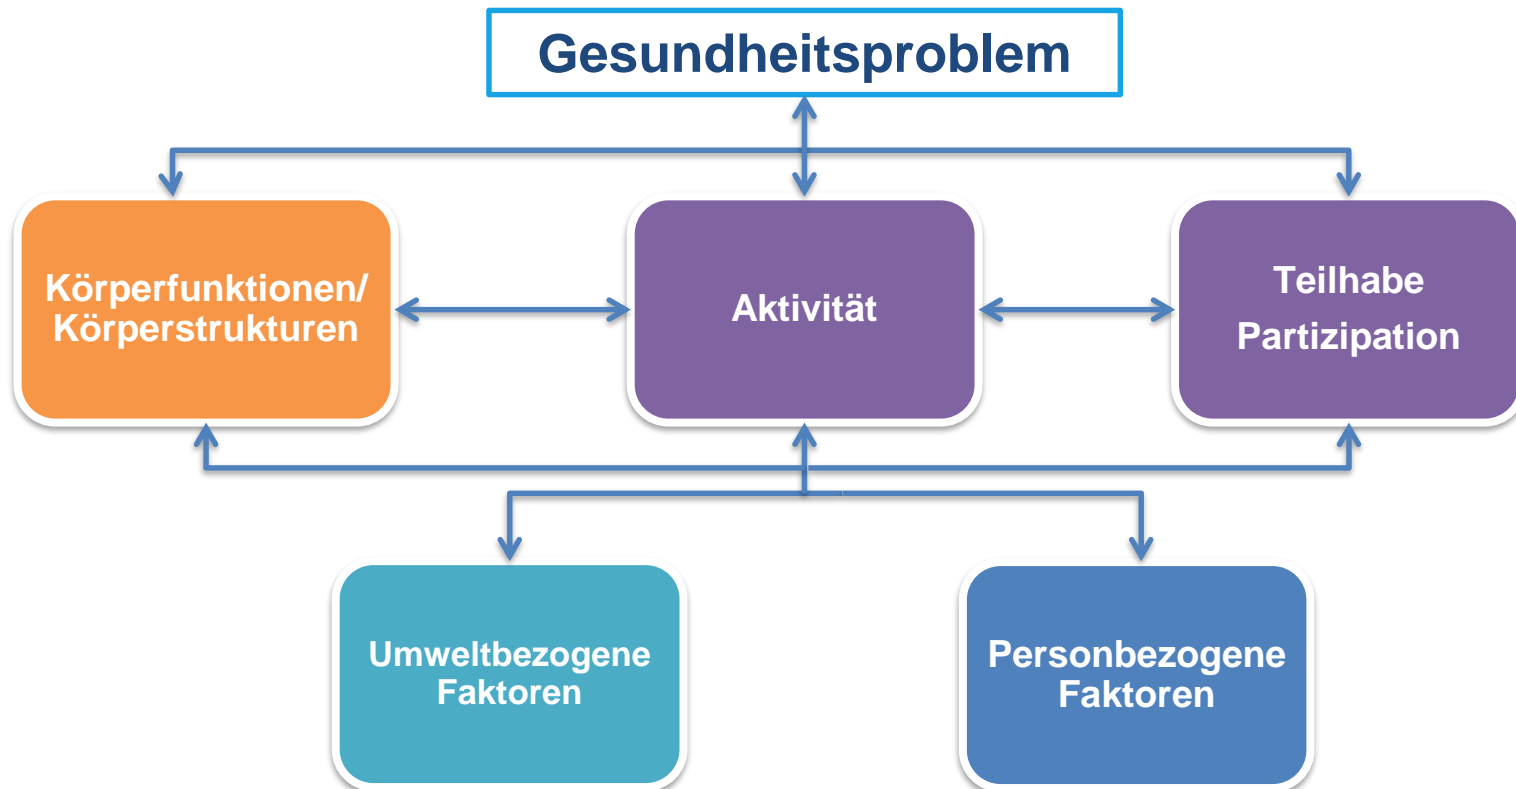 Gesundheitsproblem
Körperfunktionen/
Körperstrukturen
Aktivität
Teilhabe
Partizipation
Umweltbezogene
Faktoren
Personbezogene
Faktoren